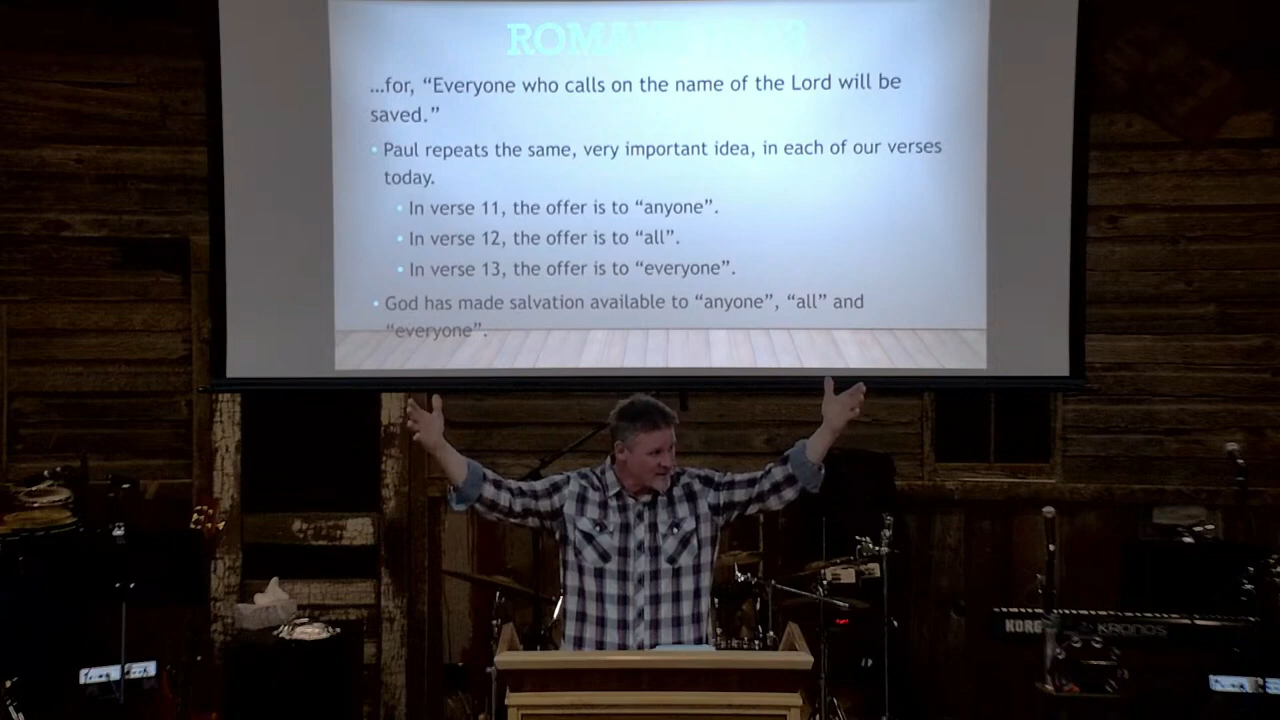 …for, “Everyone who calls on the name of the Lord will be
saved.”
• Paul repeats the same, very important idea, in each of our verses
today.
• In verse 11, the offer is to “anyone”.
• In verse 12, the offer is to “all”.
• In verse 13, the offer is to “everyone”.
• God has made salvation available to “anyone”, “all” and
“everyone”.
KORG KRONOS